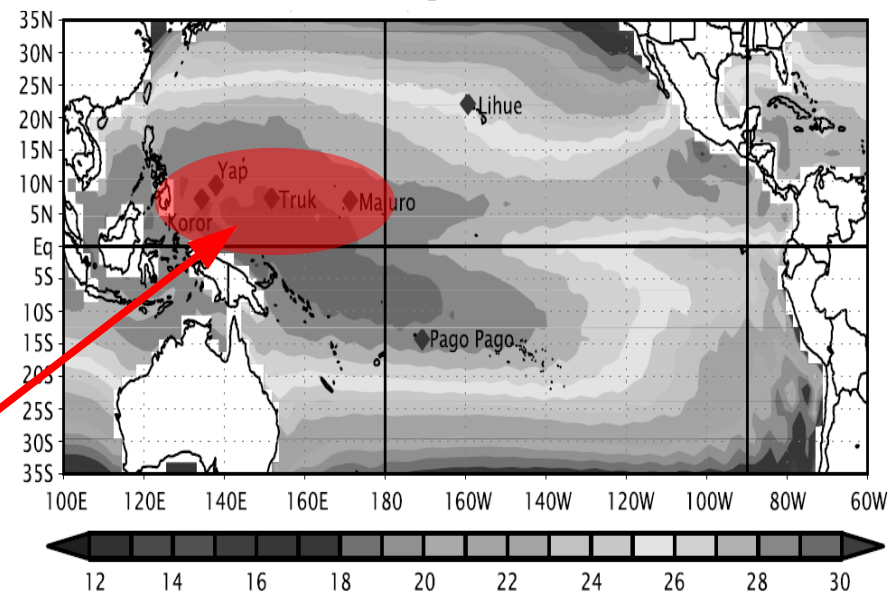 35N
30N
25N
20N
15N
10N
5N
Eq
5S
10S
15S
20S
25S
30S
35S
Lihue
Yap
Truk
Majuro
Koror
Pago Pago
100E 120E 140E 160E 180 160W 140W 120W 100W 80W 60W
12 14 16 18 20 22 24 26 28 30